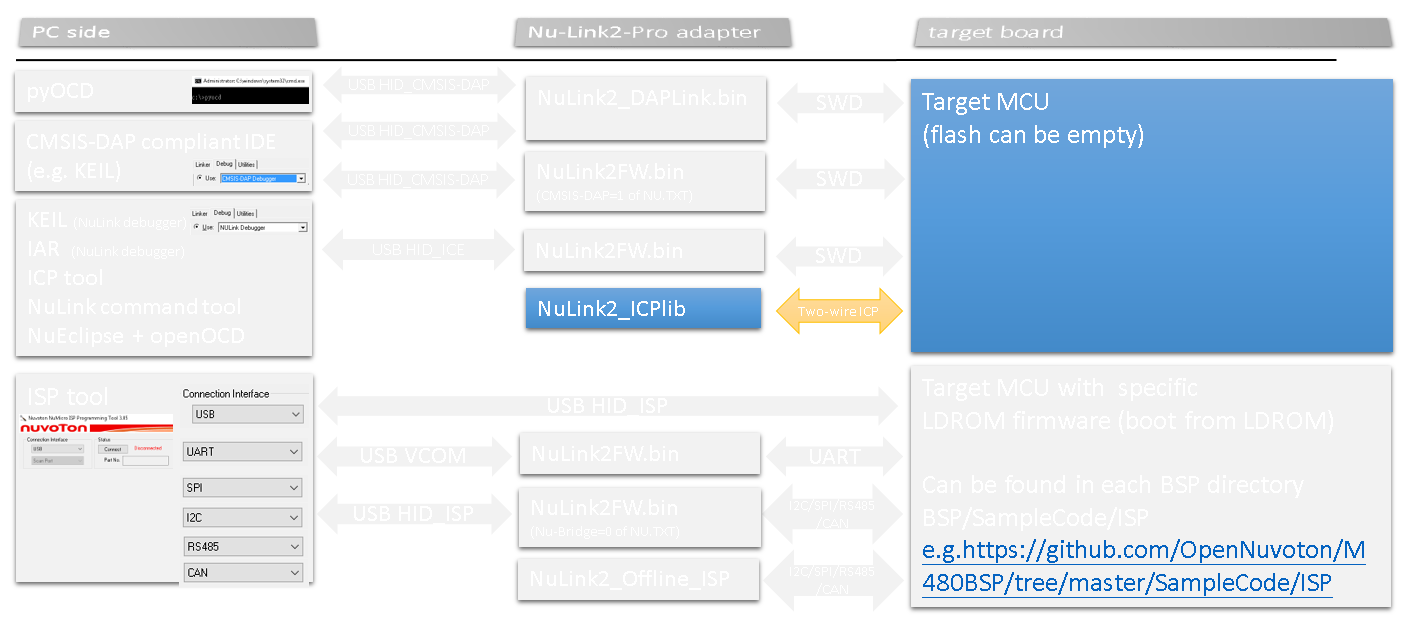 PC side
Nu-Link2-Pro adapter
target board
pyOCD
Administrator: C:\windows\system32\cmd.exe
c:\>pyocd
USB HID_CMSIS-DAP
NuLink2_DAPLink.bin
SWD
Target MCU
(flash can be empty)
CMSIS-DAP compliant IDE
(e.g. KEIL)
Linker Debug Utilities
Use: CMSIS-DAP Debugger
USB HID_CMSIS-DAP
USB HID_CMSIS-DAP
NuLink2FW.bin
(CMSIS-DAP=1 of NU.TXT)
SWD
KEIL (NuLink debugger)
IAR (NuLink debugger)
ICP tool
NuLink command tool
NuEclipse + openOCD
Linker Debug Utilities
Use: NULink Debugger
USB HID_ICE
NuLink2FW.bin
SWD
NuLink2_ICPlib
Two-wire ICP
ISP tool
Nuvoton NuMicro ISP Programming Tool 3.05
nuvoTon
Connection Interface
USB
Scan Port
Status
Connect
Disconnected
Part No.
Connection Interface
USB
UART
SPI
I2C
RS485
CAN
USB HID_ISP
USB VCOM
NuLink2FW.bin
UART
USB HID_ISP
NuLink2FW.bin
(Nu-Bridge=0 of NU.TXT)
I2C/SPI/RS485
/CAN
NuLink2_Offline_ISP
I2C/SPI/RS485
/CAN
Target MCU with specific
LDROM firmware (boot from LDROM)
Can be found in each BSP directory
BSP/SampleCode/ISP
e.g.https://github.com/OpenNuvoton/M
480BSP/tree/master/SampleCode/ISP